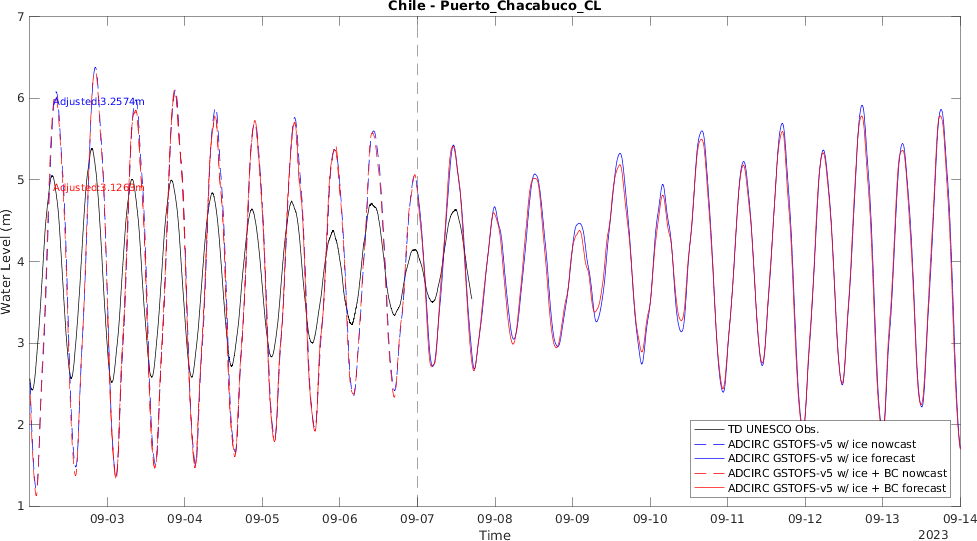 Chile - Puerto_Chacabuco_CL
7
6
5
4
3
2
1
Water Level (m)
Adjusted:3.2574m
Adjusted:3.1263m
TD UNESCO Obs.
ADCIRC GSTOFS-v5 w/ ice nowcast
ADCIRC GSTOFS-v5 w/ ice forecast
ADCIRC GSTOFS-v5 w/ ice + BC nowcast
ADCIRC GSTOFS-v5 w/ ice + BC forecast
09-03 09-04 09-05 09-06 09-07 09-08 09-09 09-10 09-11 09-12 09-13 09-14
Time
2023